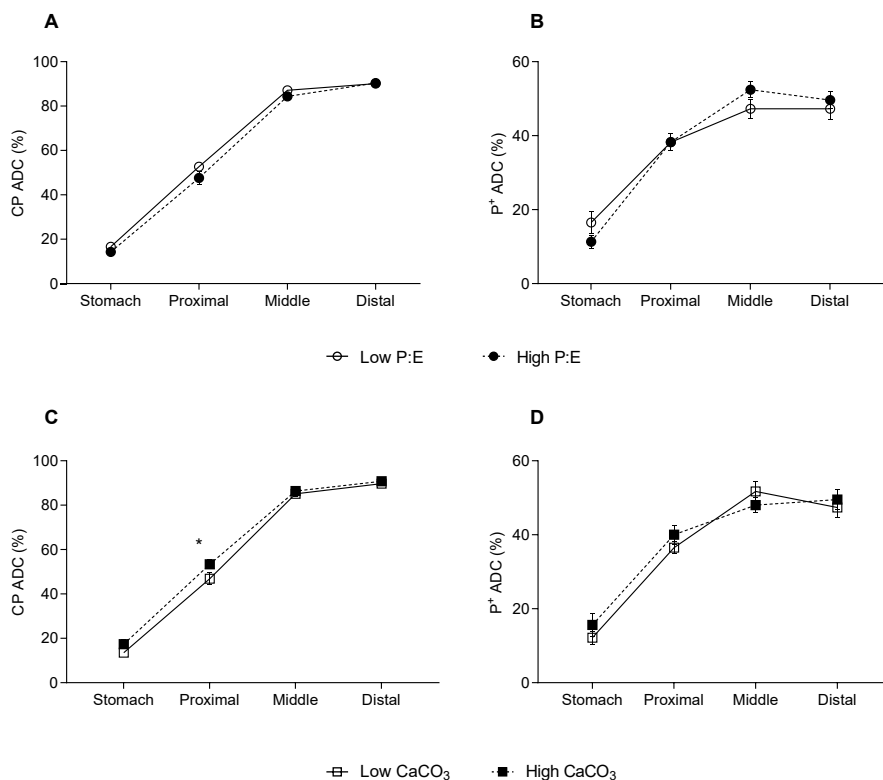 A
B
100
80
60
40
20
0
CP ADC (%)
Stomach Proximal Middle Distal
60
40
20
0
P⁺ ADC (%)
Stomach Proximal Middle Distal
Low P:E High P:E
C
D
100
80
60
40
20
0
CP ADC (%)
*
Stomach Proximal Middle Distal
60
40
20
0
P⁺ ADC (%)
Stomach Proximal Middle Distal
Low CaCO₃ High CaCO₃